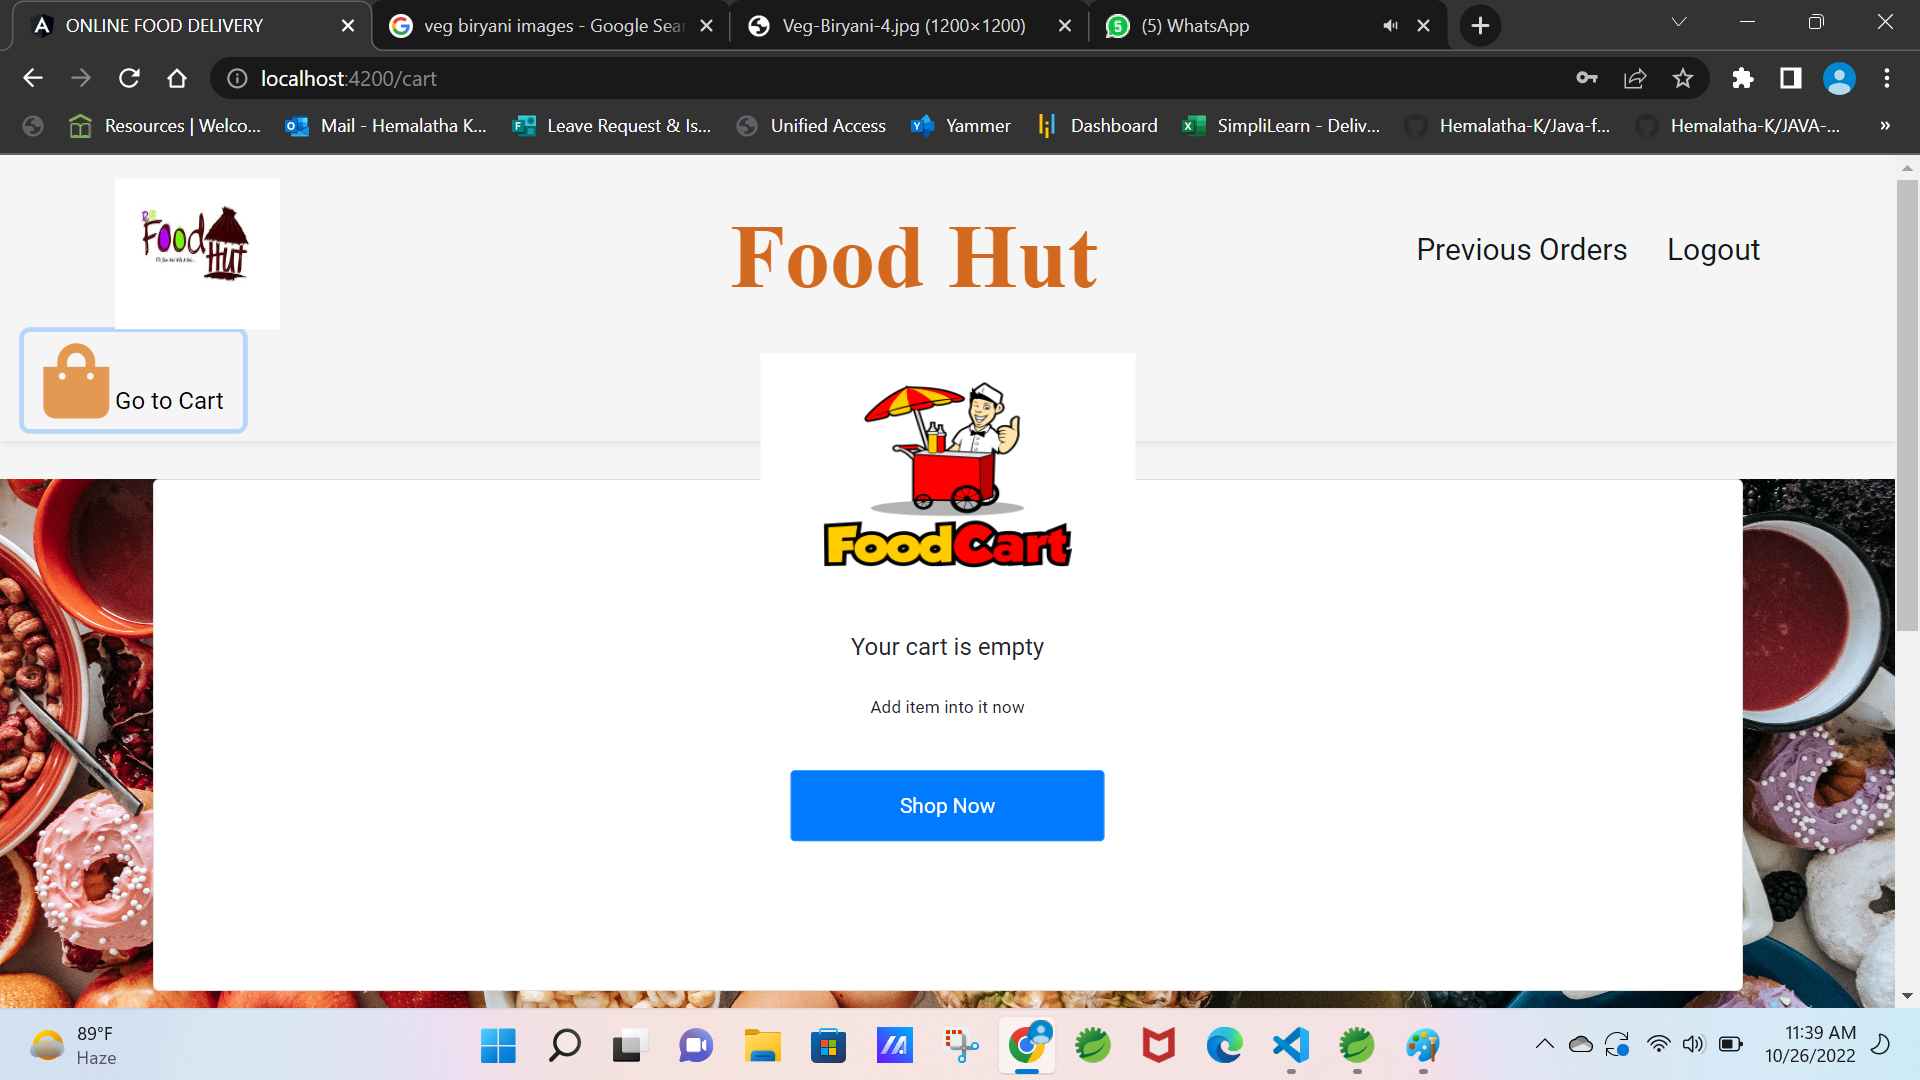 ONLINE FOOD DELIVERY
veg biryani images - Google Sear
Veg-Biryani-4.jpg (1200×1200)
5
(5) WhatsApp
localhost:4200/cart
Resources | Welco...
Mail - Hemalatha K...
Leave Request & Is...
Unified Access
Yammer
Dashboard
SimpliLearn - Deliv...
Hemalatha-K/Java-f...
Hemalatha-K/JAVA-...
»
Food
Hut
Food Hut
Previous Orders
Logout
Go to Cart
FoodCart
Your cart is empty
Add item into it now
Shop Now
89°F
Haze
11:39 AM
10/26/2022